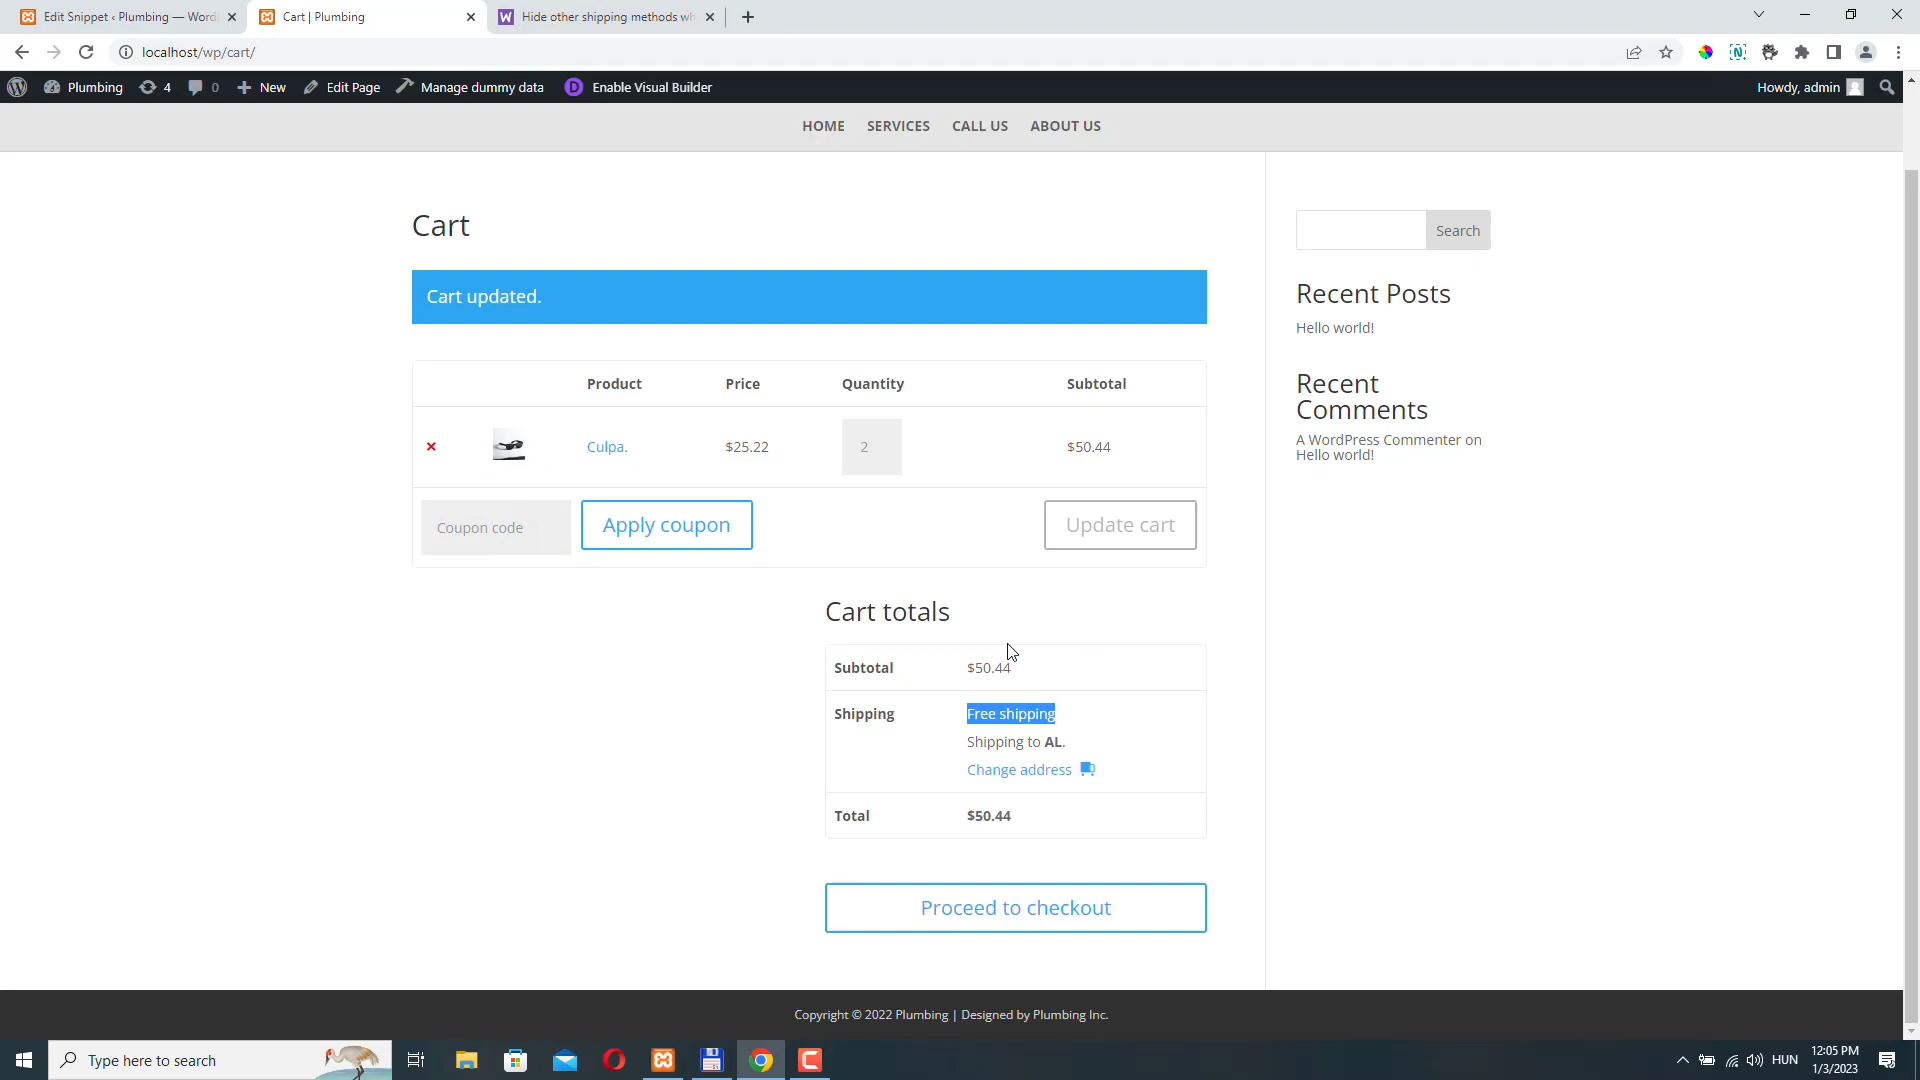 Edit Snippet ‹ Plumbing — Word
Cart | Plumbing
Hide other shipping methods wh
localhost/wp/cart/
Plumbing
4
0
New
Edit Page
Manage dummy data
D
Enable Visual Builder
Howdy, admin
HOME
SERVICES
CALL US
ABOUT US
Cart
Cart updated.
Product
Price
Quantity
Subtotal
×
Culpa.
$25.22
2
$50.44
Coupon code
Apply coupon
Update cart
Cart totals
Subtotal
$50.44
Shipping
Free shipping
Shipping to AL.
Change address
Total
$50.44
Proceed to checkout
Search
Recent Posts
Hello world!
Recent
Comments
A WordPress Commenter on
Hello world!
Copyright © 2022 Plumbing | Designed by Plumbing Inc.
Type here to search
HUN
12:05 PM
1/3/2023